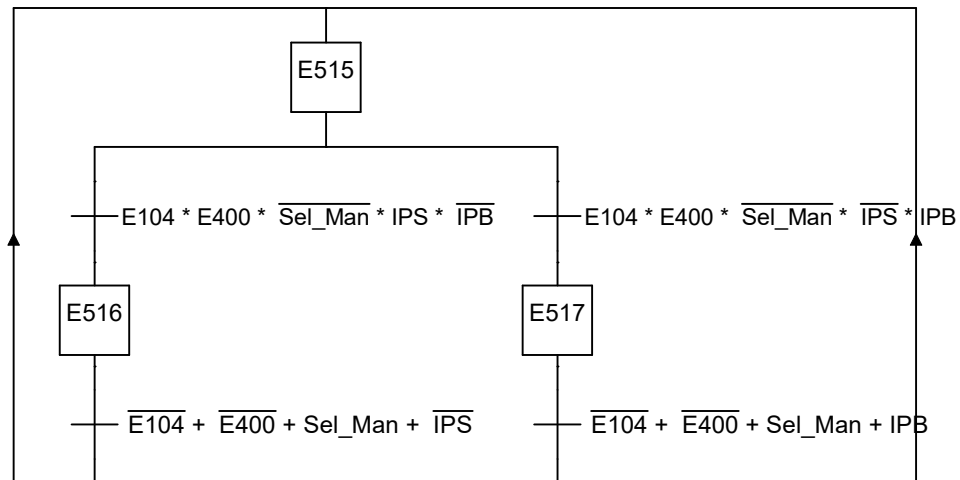 E515
E104 * E400 * Sel_Man * IPS * IPB
E104 * E400 * Sel_Man * IPS * IPB
E516
E517
E104 + E400 + Sel_Man + IPS
E104 + E400 + Sel_Man + IPB